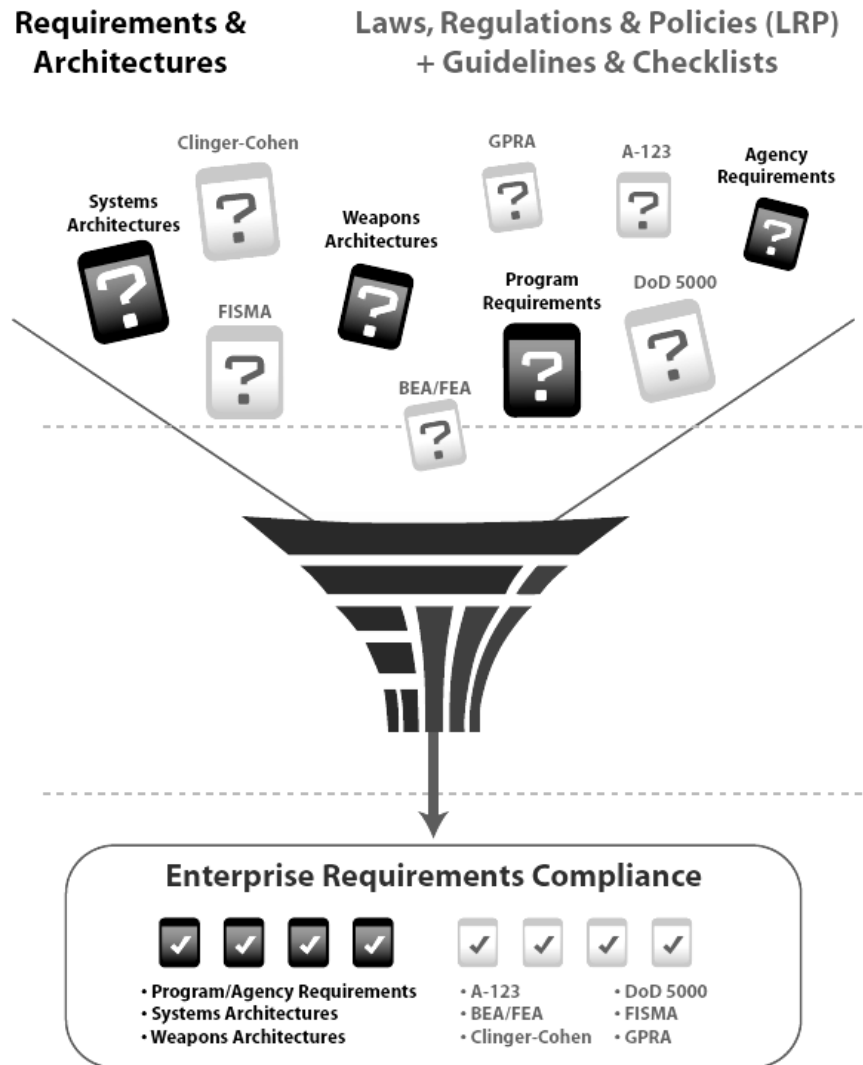 Requirements &
Architectures
Laws, Regulations & Policies (LRP)
+ Guidelines & Checklists
Clinger-Cohen
GPRA
A-123
Agency
Requirements
Systems
Architectures
Weapons
Architectures
Program
Requirements
DoD 5000
FISMA
BEA/FEA
Enterprise Requirements Compliance
• Program/Agency Requirements
• Systems Architectures
• Weapons Architectures
• A-123
• BEA/FEA
• Clinger-Cohen
• DoD 5000
• FISMA
• GPRA